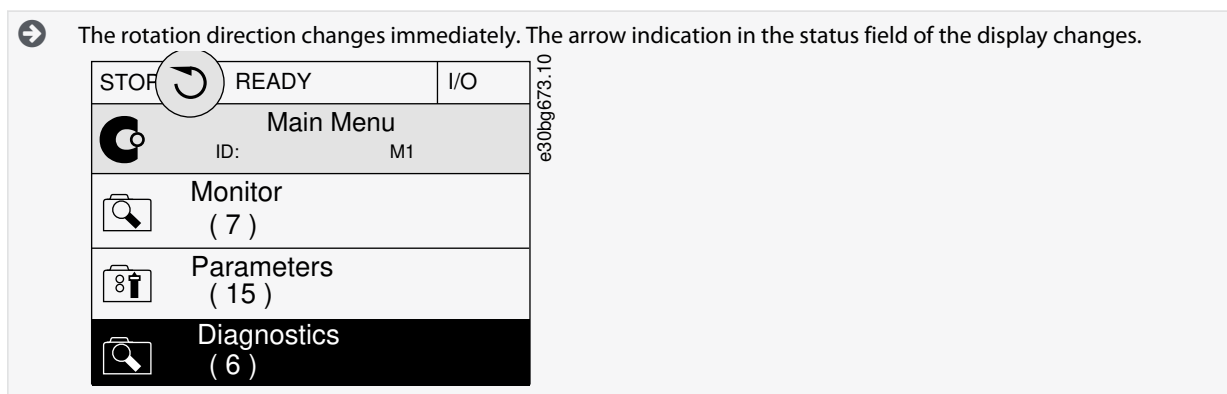 The rotation direction changes immediately. The arrow indication in the status field of the display changes.
STOP READY I/O
Main Menu
ID: M1
Monitor
( 7 )
Parameters
( 15 )
Diagnostics
( 6 )
e30bg673.10